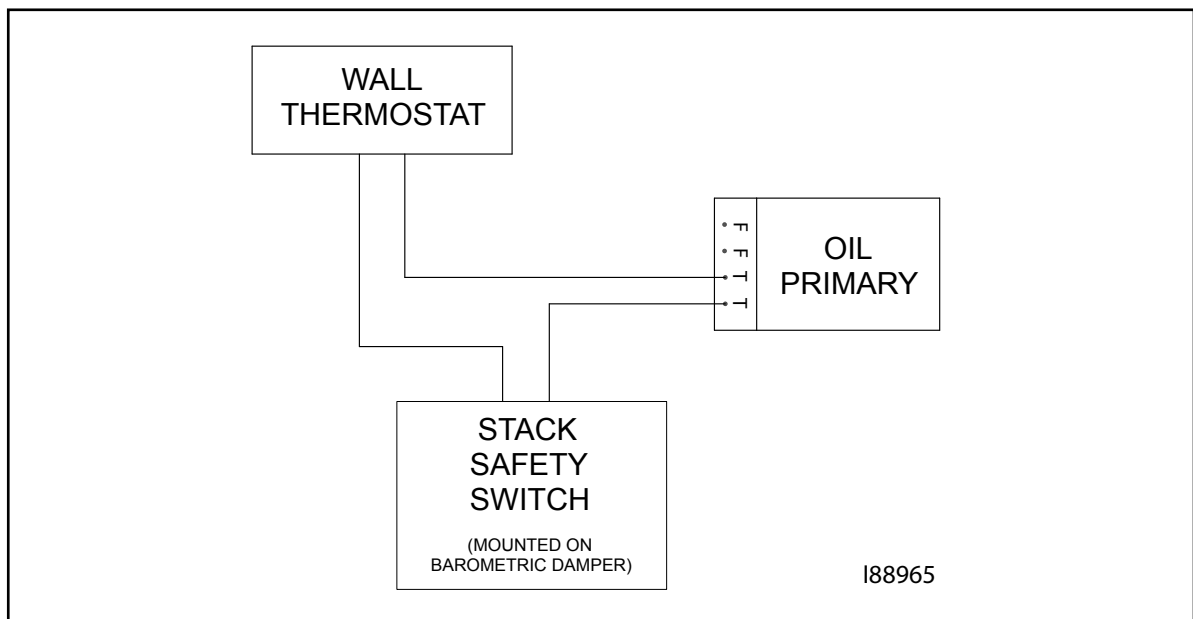 WALL
THERMOSTAT
F
F
T
T
OIL
PRIMARY
STACK
SAFETY
SWITCH
(MOUNTED ON
BAROMETRIC DAMPER)
I88965